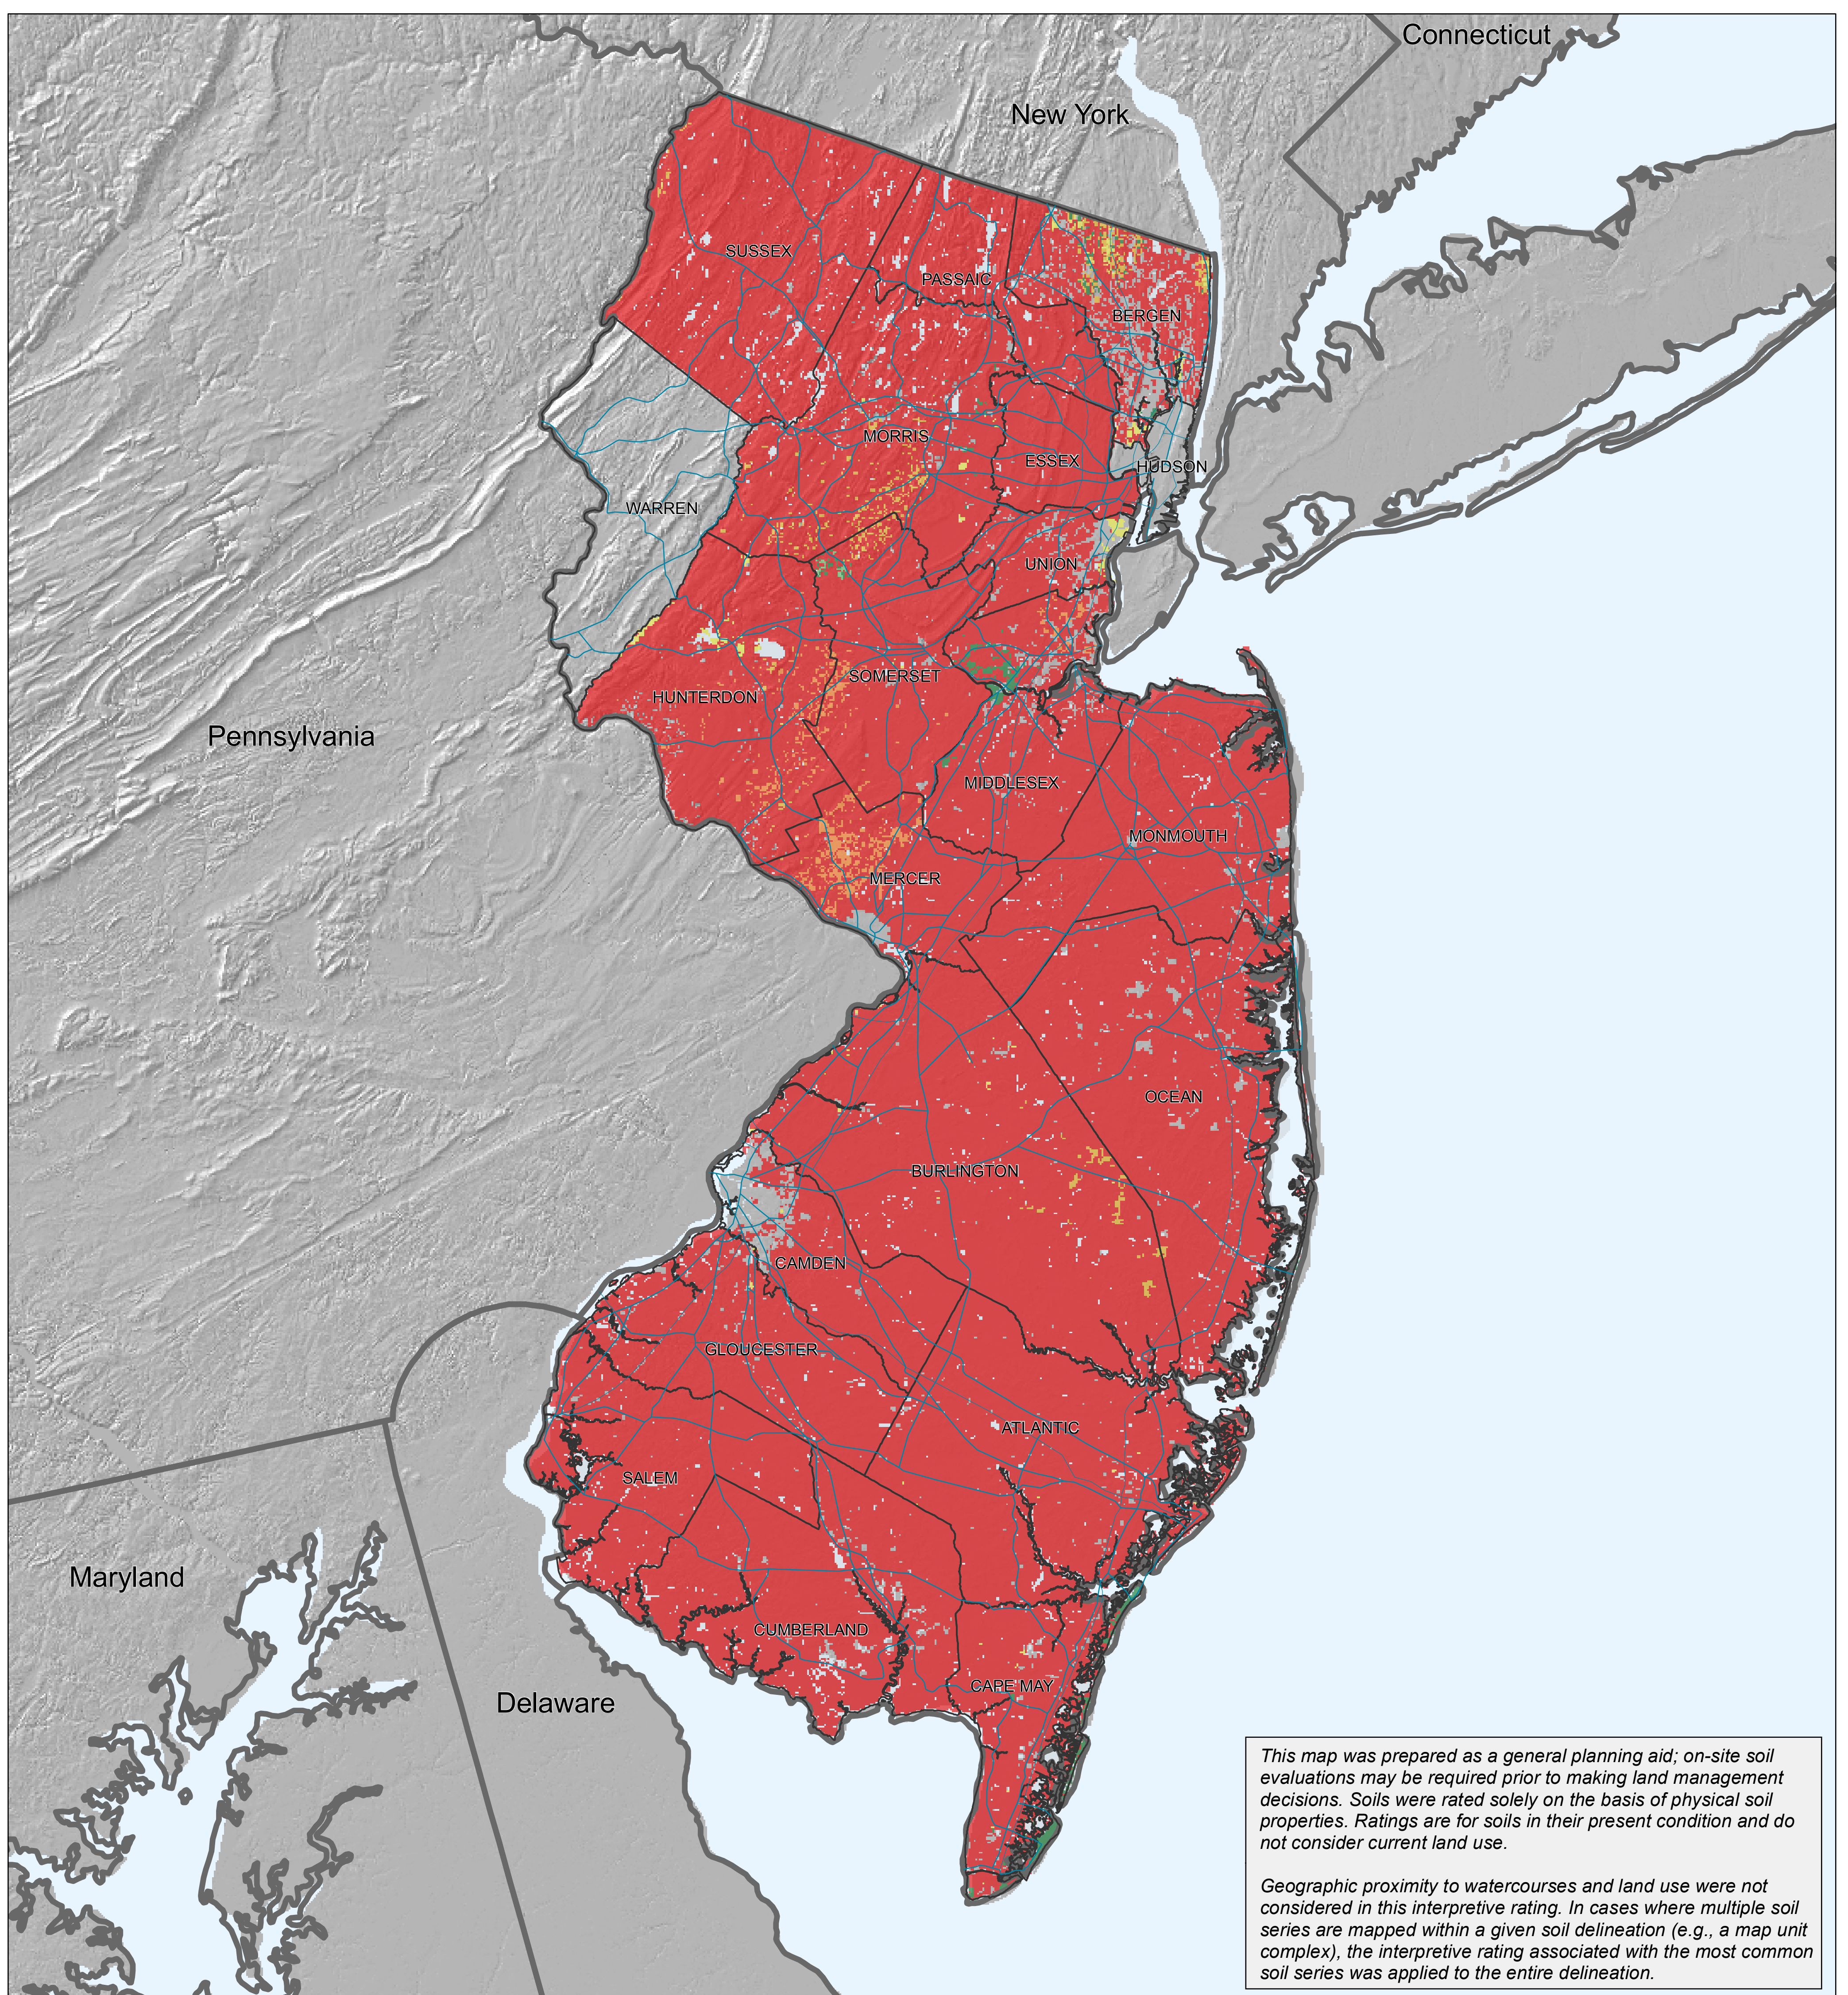 Connecticut
New York
SUSSEX
PASSAIC
BERGEN
MORRIS
ESSEX
HUDSON
WARREN
UNION
SOMERSET
HUNTERDON
Pennsylvania
MIDDLESEX
MONMOUTH
MERCER
OCEAN
BURLINGTON
CAMDEN
GLOUCESTER
ATLANTIC
SALEM
Maryland
CUMBERLAND
CAPE MAY
Delaware
This map was prepared as a general planning aid; on-site soil
evaluations may be required prior to making land management
decisions. Soils were rated solely on the basis of physical soil
properties. Ratings are for soils in their present condition and do
not consider current land use.
Geographic proximity to watercourses and land use were not
considered in this interpretive rating. In cases where multiple soil
series are mapped within a given soil delineation (e.g., a map unit
complex), the interpretive rating associated with the most common
soil series was applied to the entire delineation.